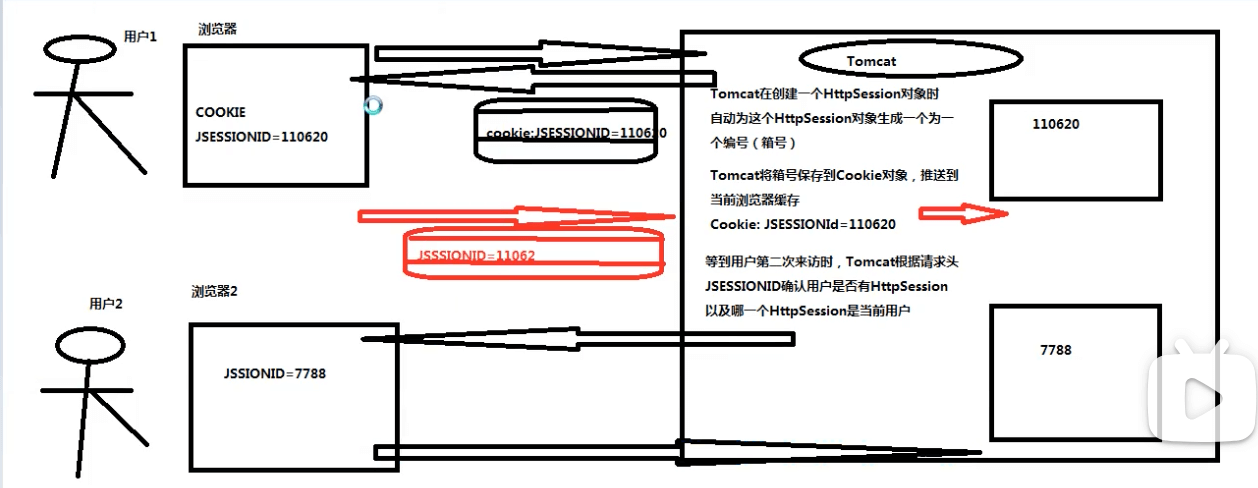 用户1
浏览器
COOKIE
JSESSIONID=110620
cookie:JSESSIONID=110620
Tomcat
Tomcat在创建一个HttpSession对象时
自动为这个HttpSession对象生成一个为一
个编号（箱号）
110620
Tomcat将箱号保存到Cookie对象，推送到
当前浏览器缓存
Cookie: JSESSIONId=110620
JSSSIONID=11062
等到用户第二次来访时，Tomcat根据请求头
JSESSIONID确认用户是否有HttpSession
以及哪一个HttpSession是当前用户
用户2
浏览器2
JSSIONID=7788
7788